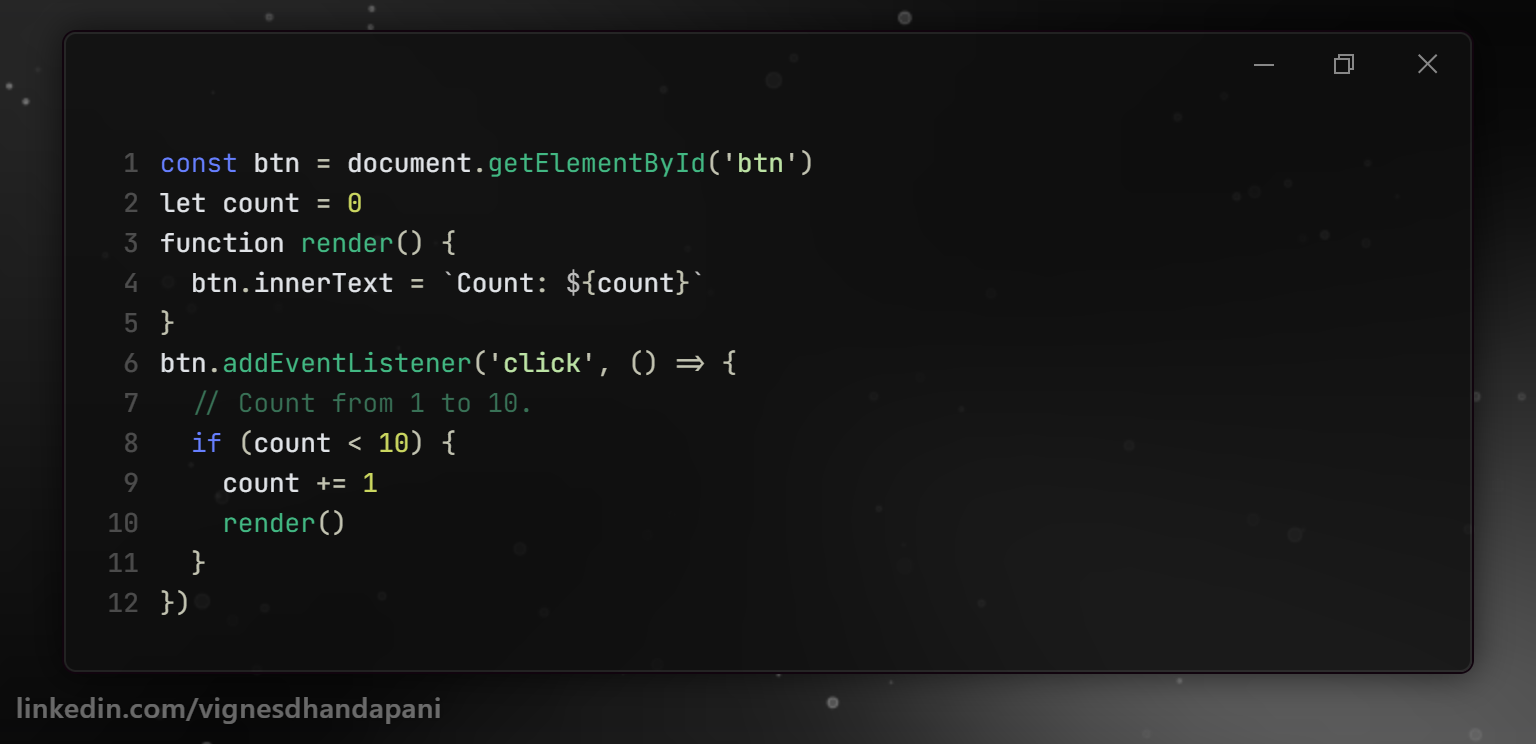 1 const btn = document.getElementById('btn')
2 let count = 0
3 function render() {
4   btn.innerText = `Count: ${count}`
5 }
6 btn.addEventListener('click', () => {
7   // Count from 1 to 10.
8   if (count < 10) {
9     count += 1
10     render()
11   }
12 })
linkedin.com/vignesdhandapani